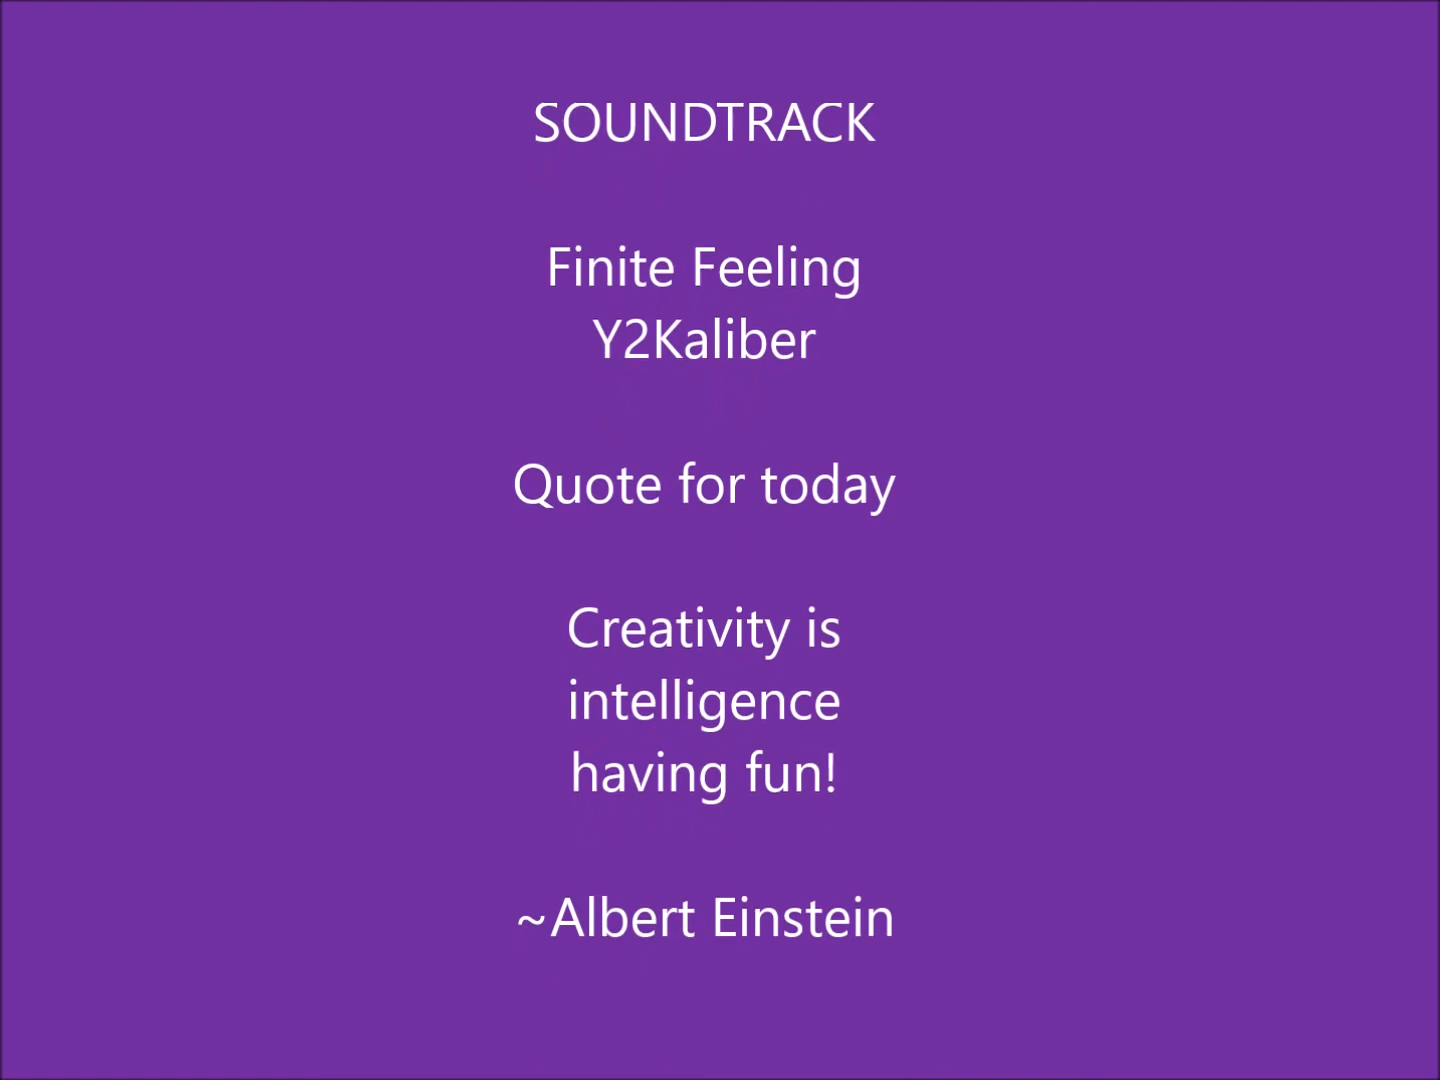 SOUNDTRACK
Finite Feeling
Y2Kaliber
Quote for today
Creativity is
intelligence
having fun!
~Albert Einstein